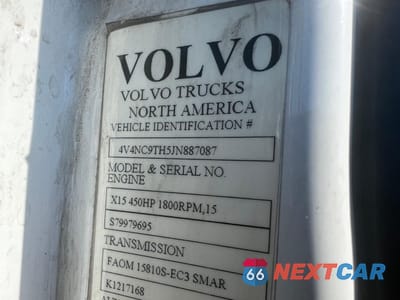 VOLVO
VOLVO TRUCKS
NORTH AMERICA
VEHICLE IDENTIFICATION #
4V4NC9TH5JN887087
MODEL & SERIAL NO.
ENGINE
X15 450HP 1800RPM,15
S79979695
TRANSMISSION
FAOM 15810S-EC3 SMAR
K1217168
66 NEXTCAR